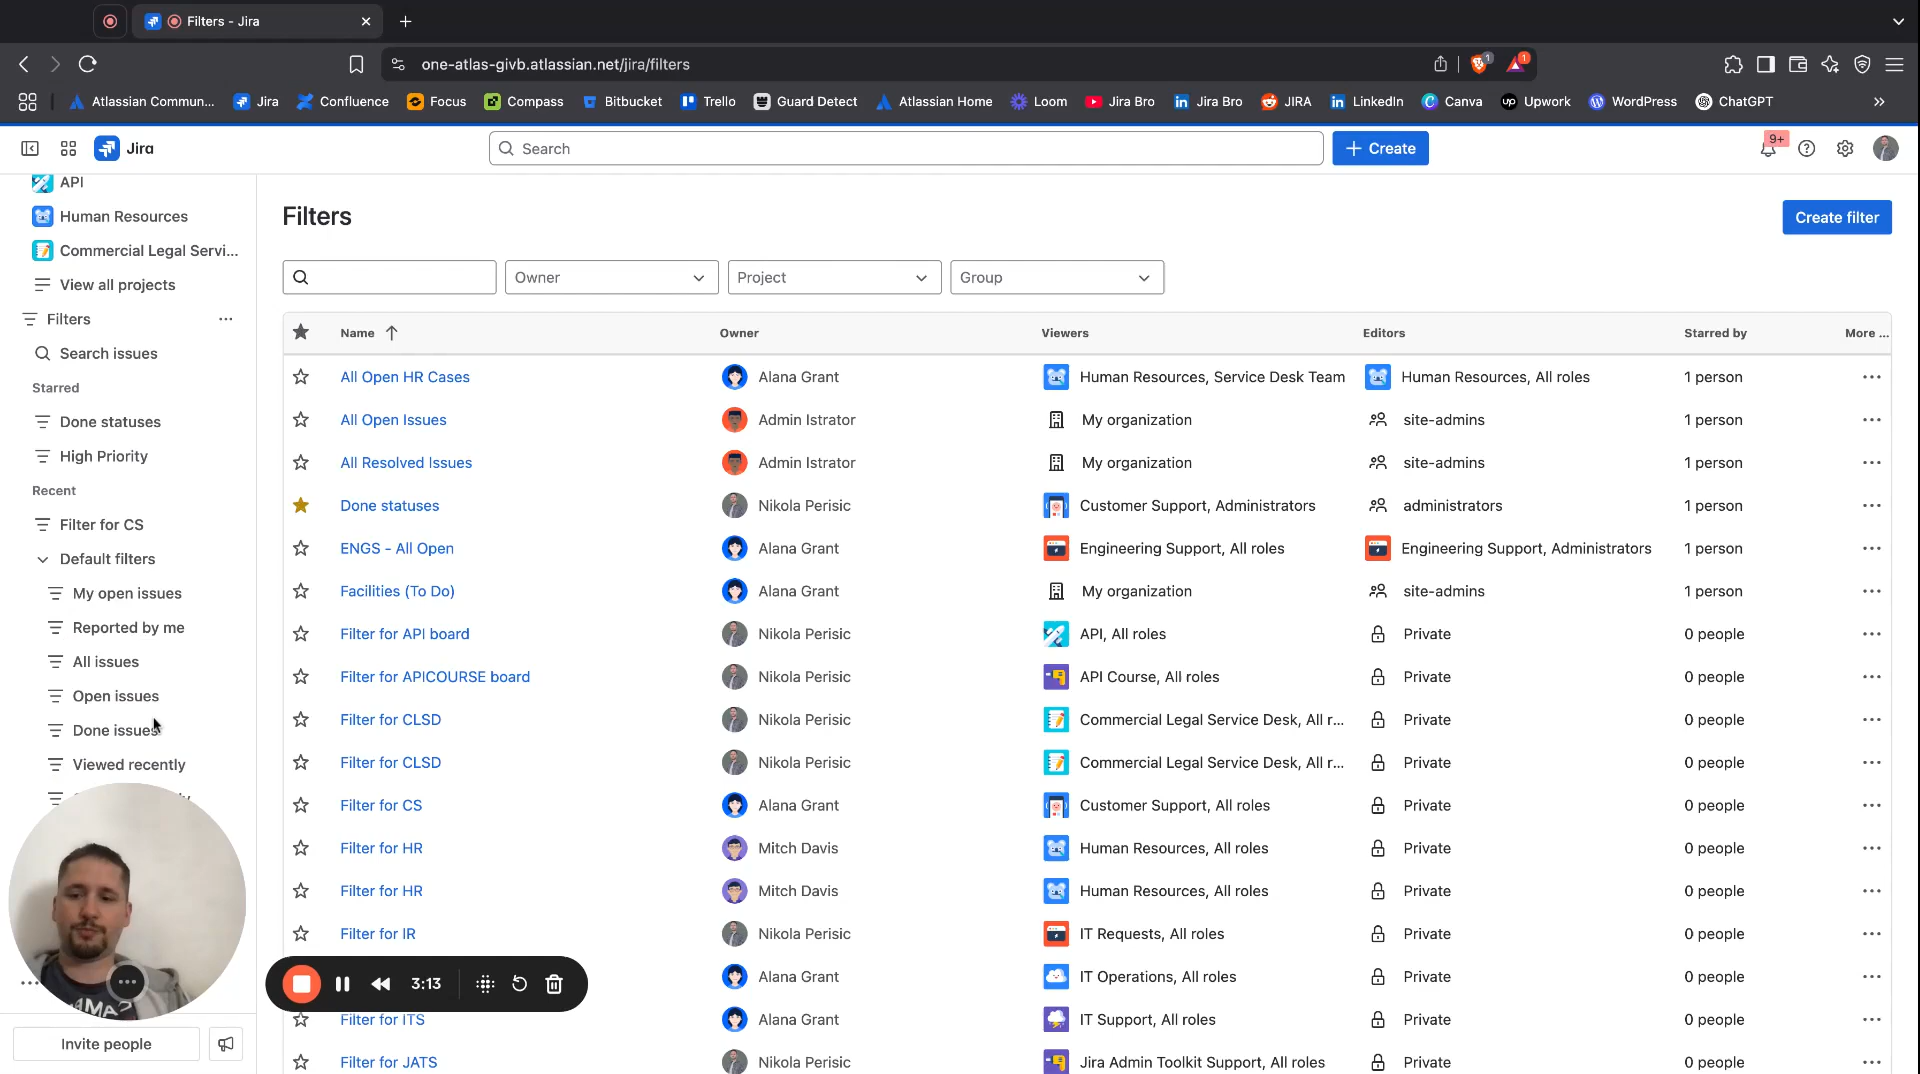 Filters - Jira
one-atlas-givb.atlassian.net/jira/filters
1
1
Atlassian Commun...
Jira
Confluence
Focus
Compass
Bitbucket
Trello
Guard Detect
Atlassian Home
Loom
Jira Bro
Jira Bro
JIRA
LinkedIn
Canva
Upwork
WordPress
ChatGPT
Jira
Search
Create
9+
API
Human Resources
Commercial Legal Servi...
View all projects
Filters
Search issues
Starred
Done statuses
High Priority
Recent
Filter for CS
Default filters
My open issues
Reported by me
All issues
Open issues
Done issues
Viewed recently
Invite people
Filters
Create filter
Owner
Project
Group
Name Owner Viewers Editors Starred by More ...
All Open HR Cases Alana Grant Human Resources, Service Desk Team Human Resources, All roles 1 person
All Open Issues Admin Istrator My organization site-admins 1 person
All Resolved Issues Admin Istrator My organization site-admins 1 person
Done statuses Nikola Perisic Customer Support, Administrators administrators 1 person
ENGS - All Open Alana Grant Engineering Support, All roles Engineering Support, Administrators 1 person
Facilities (To Do) Alana Grant My organization site-admins 1 person
Filter for API board Nikola Perisic API, All roles Private 0 people
Filter for APICOURSE board Nikola Perisic API Course, All roles Private 0 people
Filter for CLSD Nikola Perisic Commercial Legal Service Desk, All r... Private 0 people
Filter for CLSD Nikola Perisic Commercial Legal Service Desk, All r... Private 0 people
Filter for CS Alana Grant Customer Support, All roles Private 0 people
Filter for HR Mitch Davis Human Resources, All roles Private 0 people
Filter for HR Mitch Davis Human Resources, All roles Private 0 people
Filter for IR Nikola Perisic IT Requests, All roles Private 0 people
Alana Grant IT Operations, All roles Private 0 people
Filter for ITS Alana Grant IT Support, All roles Private 0 people
Filter for JATS Nikola Perisic Jira Admin Toolkit Support, All roles Private 0 people
3:13